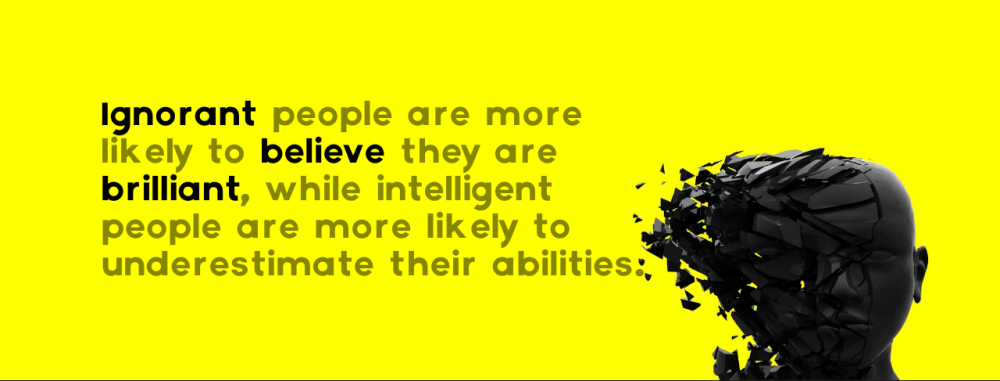 Ignorant people are more
likely to believe they are
brilliant, while intelligent
people are more likely to
underestimate their abilities.